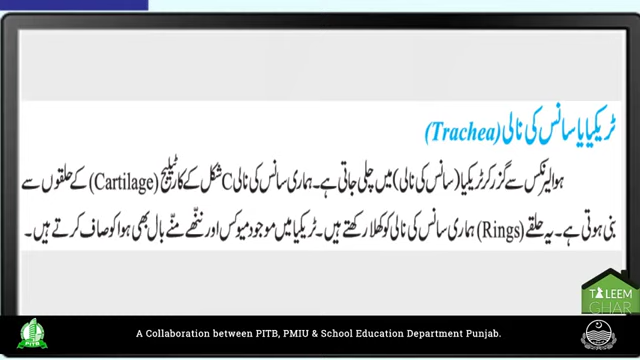 ٹریکیا یا سانس کی نالی (Trachea)
ہوا لیرنکس سے گزر کر ٹریکیا (سانس کی نالی) میں چلی جاتی ہے۔ ہماری سانس کی نالی C شکل کے کارٹیلیج (Cartilage) کے حلقوں سے
بنی ہوتی ہے۔ یہ حلقے (Rings) ہماری سانس کی نالی کو کھلا رکھتے ہیں۔ ٹریکیا میں موجود میوکس اور ننھے منے بال بھی ہوا کو صاف کرتے ہیں۔
TALEEM
GHAR
PITB
A Collaboration between PITB, PMIU & School Education Department Punjab.